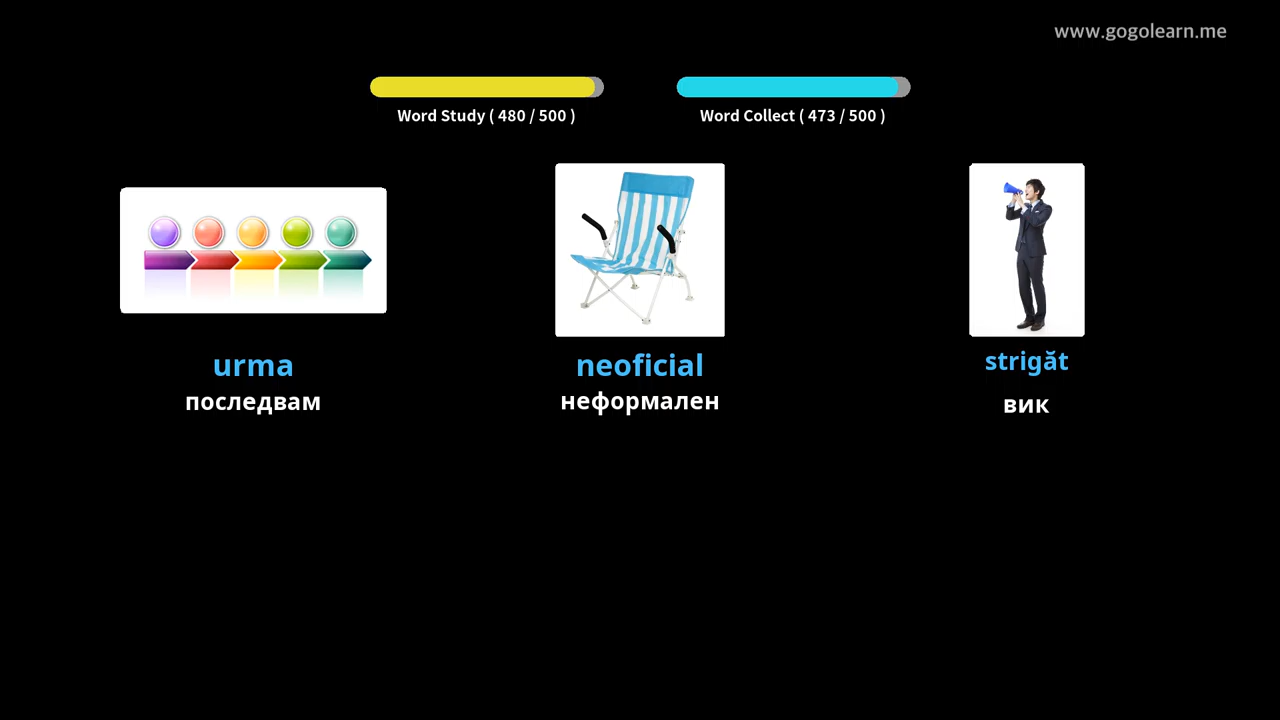 www.gogolearn.me
Word Study ( 480 / 500 )
Word Collect ( 473 / 500 )
urma
последвам
neoficial
неформален
strigăt
вик